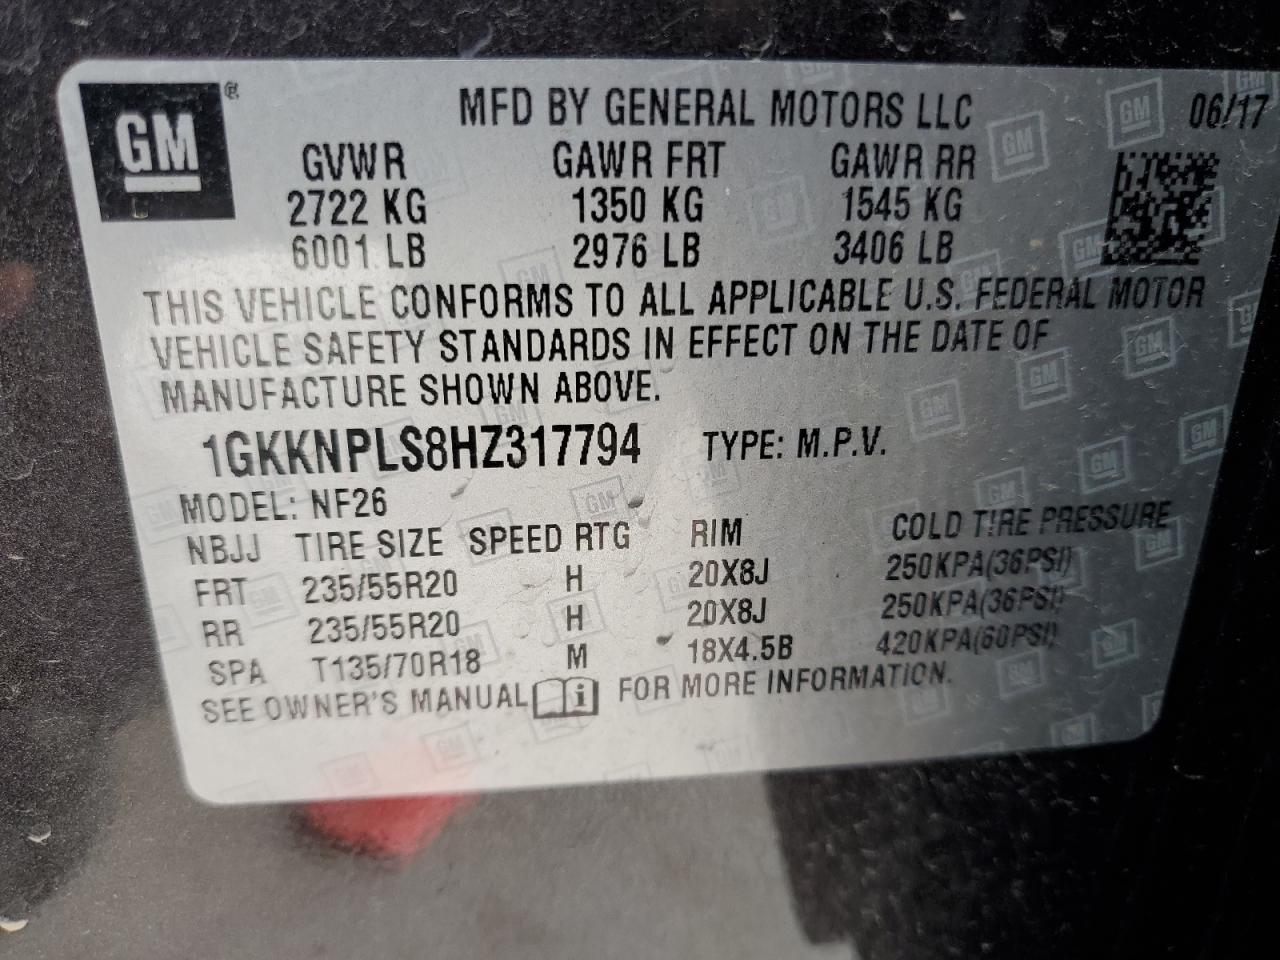 GM ® MFD BY GENERAL MOTORS LLC 06/17
GVWR GAWR FRT GAWR RR
2722 KG 1350 KG 1545 KG
6001 LB 2976 LB 3406 LB
THIS VEHICLE CONFORMS TO ALL APPLICABLE U.S. FEDERAL MOTOR
VEHICLE SAFETY STANDARDS IN EFFECT ON THE DATE OF
MANUFACTURE SHOWN ABOVE.
1GKKNPLS8HZ317794 TYPE: M.P.V.
MODEL: NF26
NBJJ TIRE SIZE SPEED RTG RIM COLD TIRE PRESSURE
FRT 235/55R20 H 20X8J 250KPA(36PSI)
RR 235/55R20 H 20X8J 250KPA(36PSI)
SPA T135/70R18 M 18X4.5B 420KPA(60PSI)
SEE OWNER'S MANUAL i FOR MORE INFORMATION.